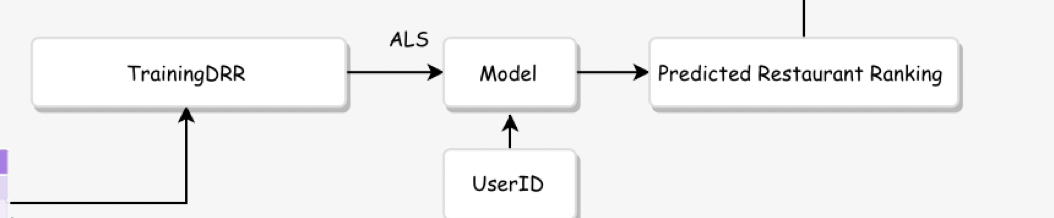 ALS
TrainingDRR
Model
Predicted Restaurant Ranking
UserID